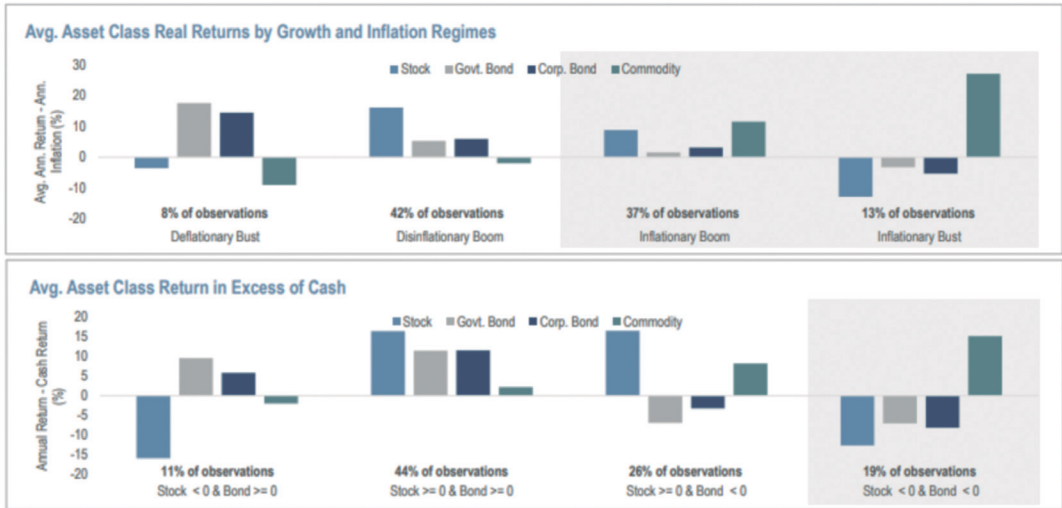 Avg. Asset Class Real Returns by Growth and Inflation Regimes
Avg. Ann. Return - Ann.
Inflation (%)
30
20
10
0
-10
-20
Stock Govt. Bond Corp. Bond Commodity
8% of observations 42% of observations 37% of observations 13% of observations
Deflationary Bust Disinflationary Boom Inflationary Boom Inflationary Bust
Avg. Asset Class Return in Excess of Cash
Annual Return - Cash Return
(%)
20
15
10
5
0
-5
-10
-15
-20
Stock Govt. Bond Corp. Bond Commodity
11% of observations 44% of observations 26% of observations 19% of observations
Stock < 0 & Bond >= 0 Stock >= 0 & Bond >= 0 Stock >= 0 & Bond < 0 Stock < 0 & Bond < 0